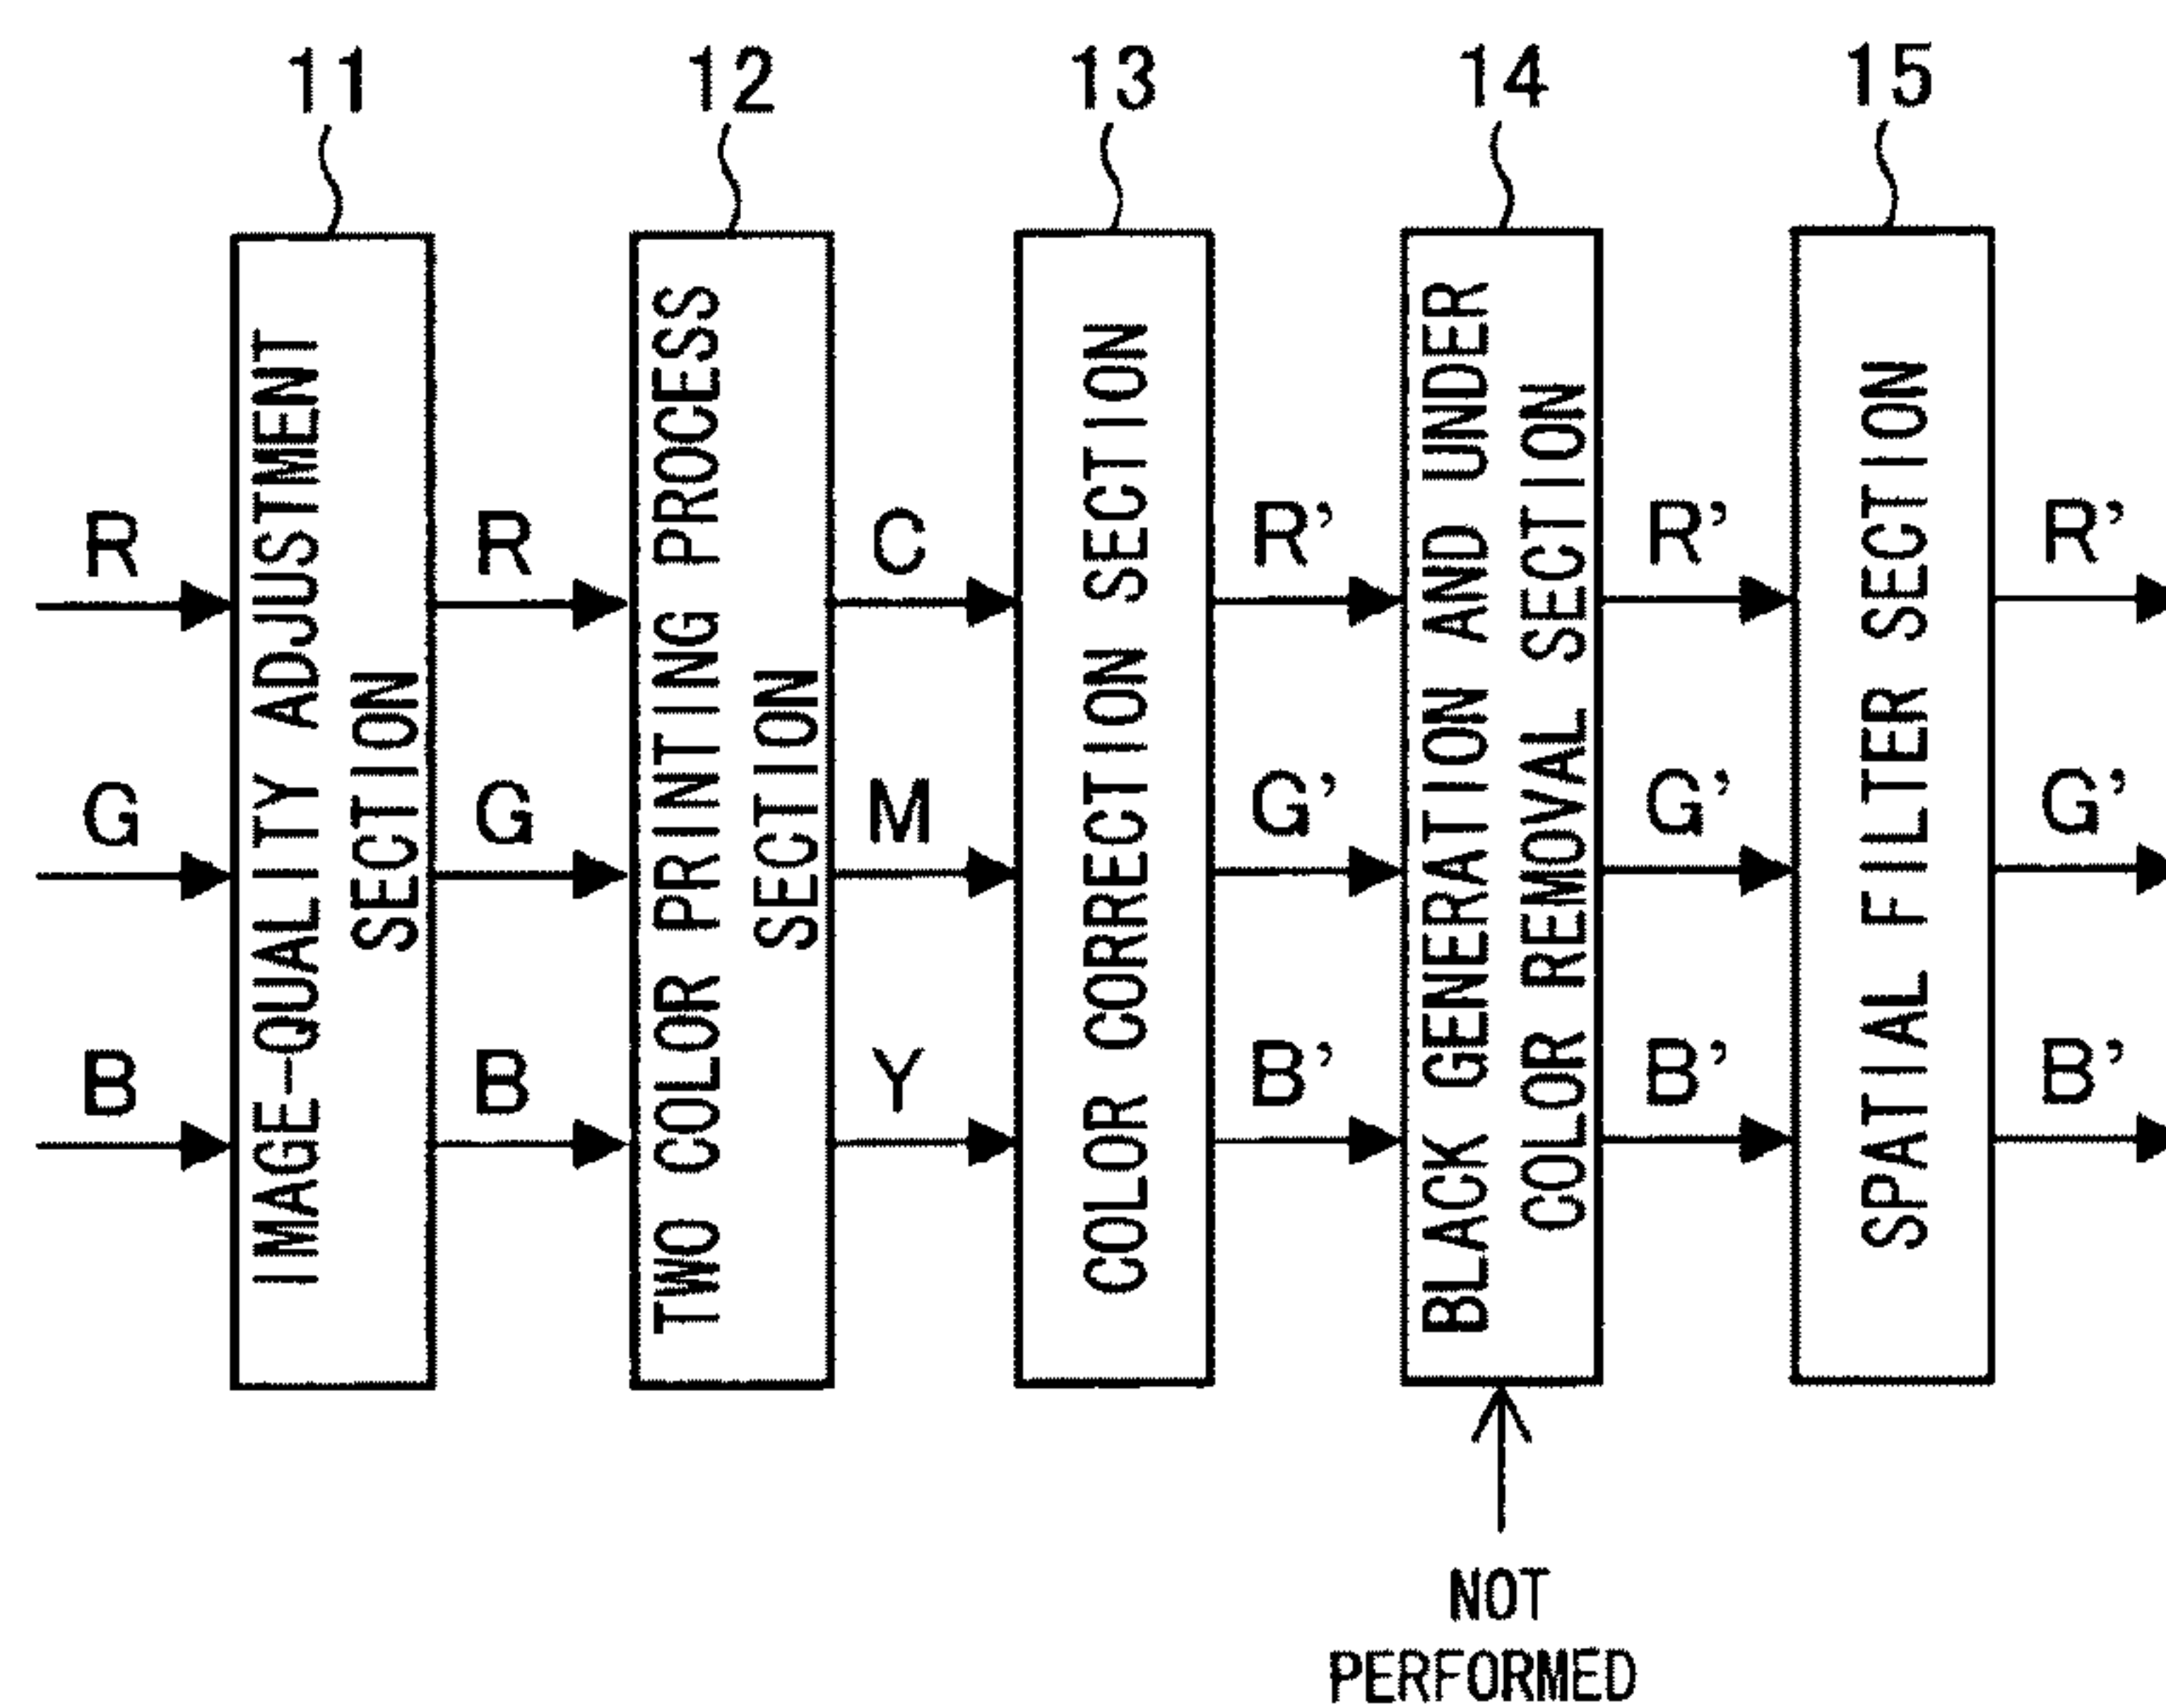 11
12
13
14
15
IMAGE-QUALITY ADJUSTMENT
SECTION
TWO COLOR PRINTING PROCESS
SECTION
COLOR CORRECTION SECTION
BLACK GENERATION AND UNDER
COLOR REMOVAL SECTION
SPATIAL FILTER SECTION
R
R
C
R’
R’
R’
G
G
M
G’
G’
G’
B
B
Y
B’
B’
B’
NOT
PERFORMED